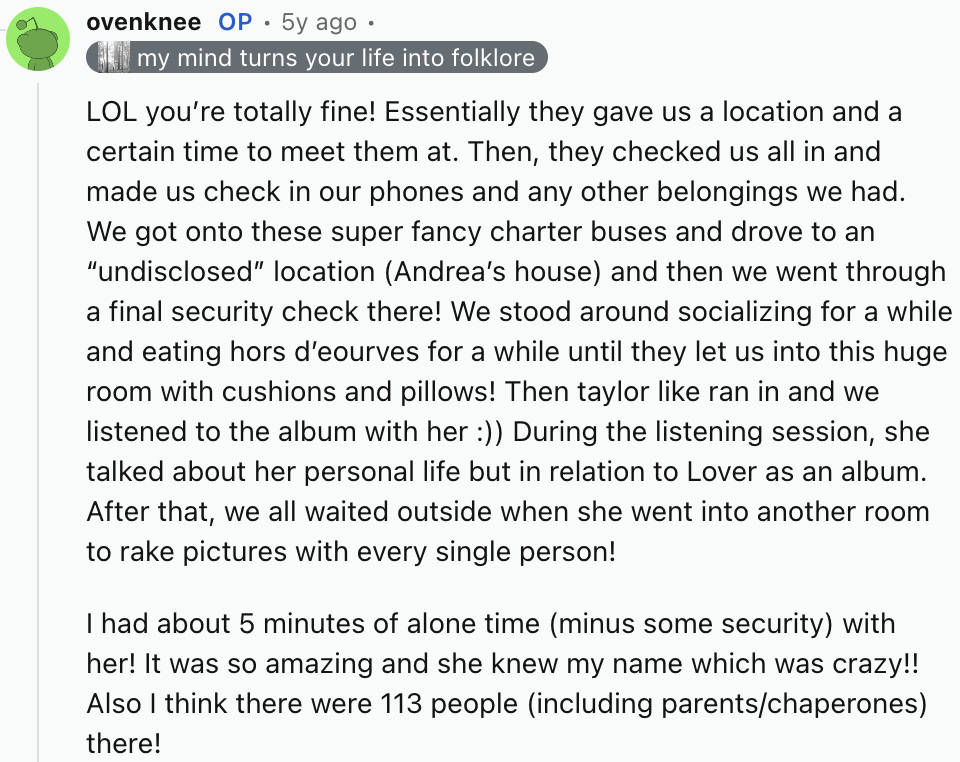 ovenknee OP • 5y ago •
my mind turns your life into folklore
LOL you’re totally fine! Essentially they gave us a location and a
certain time to meet them at. Then, they checked us all in and
made us check in our phones and any other belongings we had.
We got onto these super fancy charter buses and drove to an
“undisclosed” location (Andrea’s house) and then we went through
a final security check there! We stood around socializing for a while
and eating hors d’eourves for a while until they let us into this huge
room with cushions and pillows! Then taylor like ran in and we
listened to the album with her :)) During the listening session, she
talked about her personal life but in relation to Lover as an album.
After that, we all waited outside when she went into another room
to rake pictures with every single person!
I had about 5 minutes of alone time (minus some security) with
her! It was so amazing and she knew my name which was crazy!!
Also I think there were 113 people (including parents/chaperones)
there!